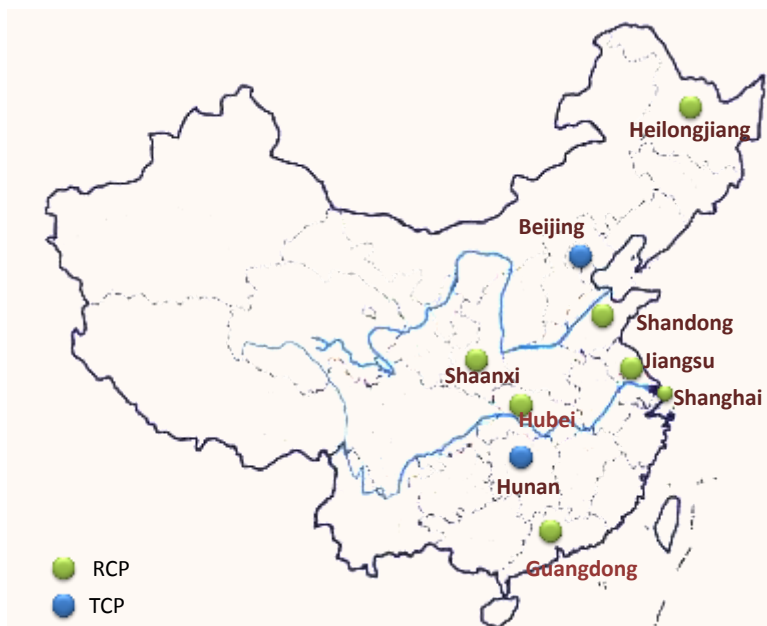 Heilongjiang
Beijing
Shandong
Jiangsu
Shaanxi
Shanghai
Hubei
Hunan
Guangdong
RCP
TCP